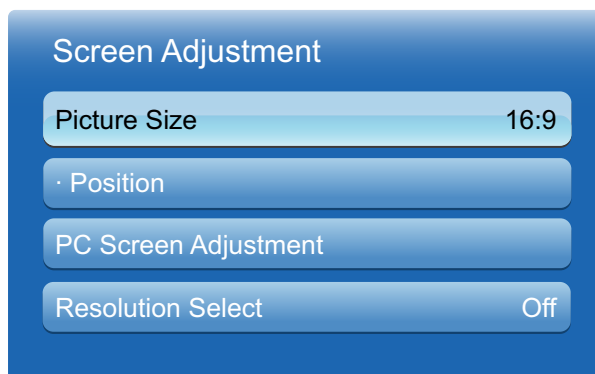 Screen Adjustment
Picture Size 16:9
· Position
PC Screen Adjustment
Resolution Select Off